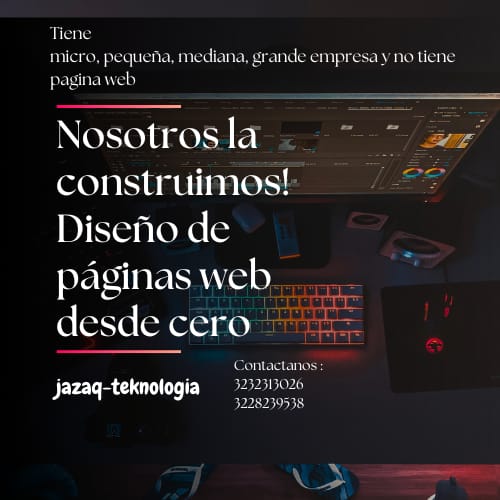 Tiene
micro, pequeña, mediana, grande empresa y no tiene
pagina web
Nosotros la
construimos!
Diseño de
páginas web
desde cero
jazaq-teknologia
Contactanos :
3232313026
3228239538